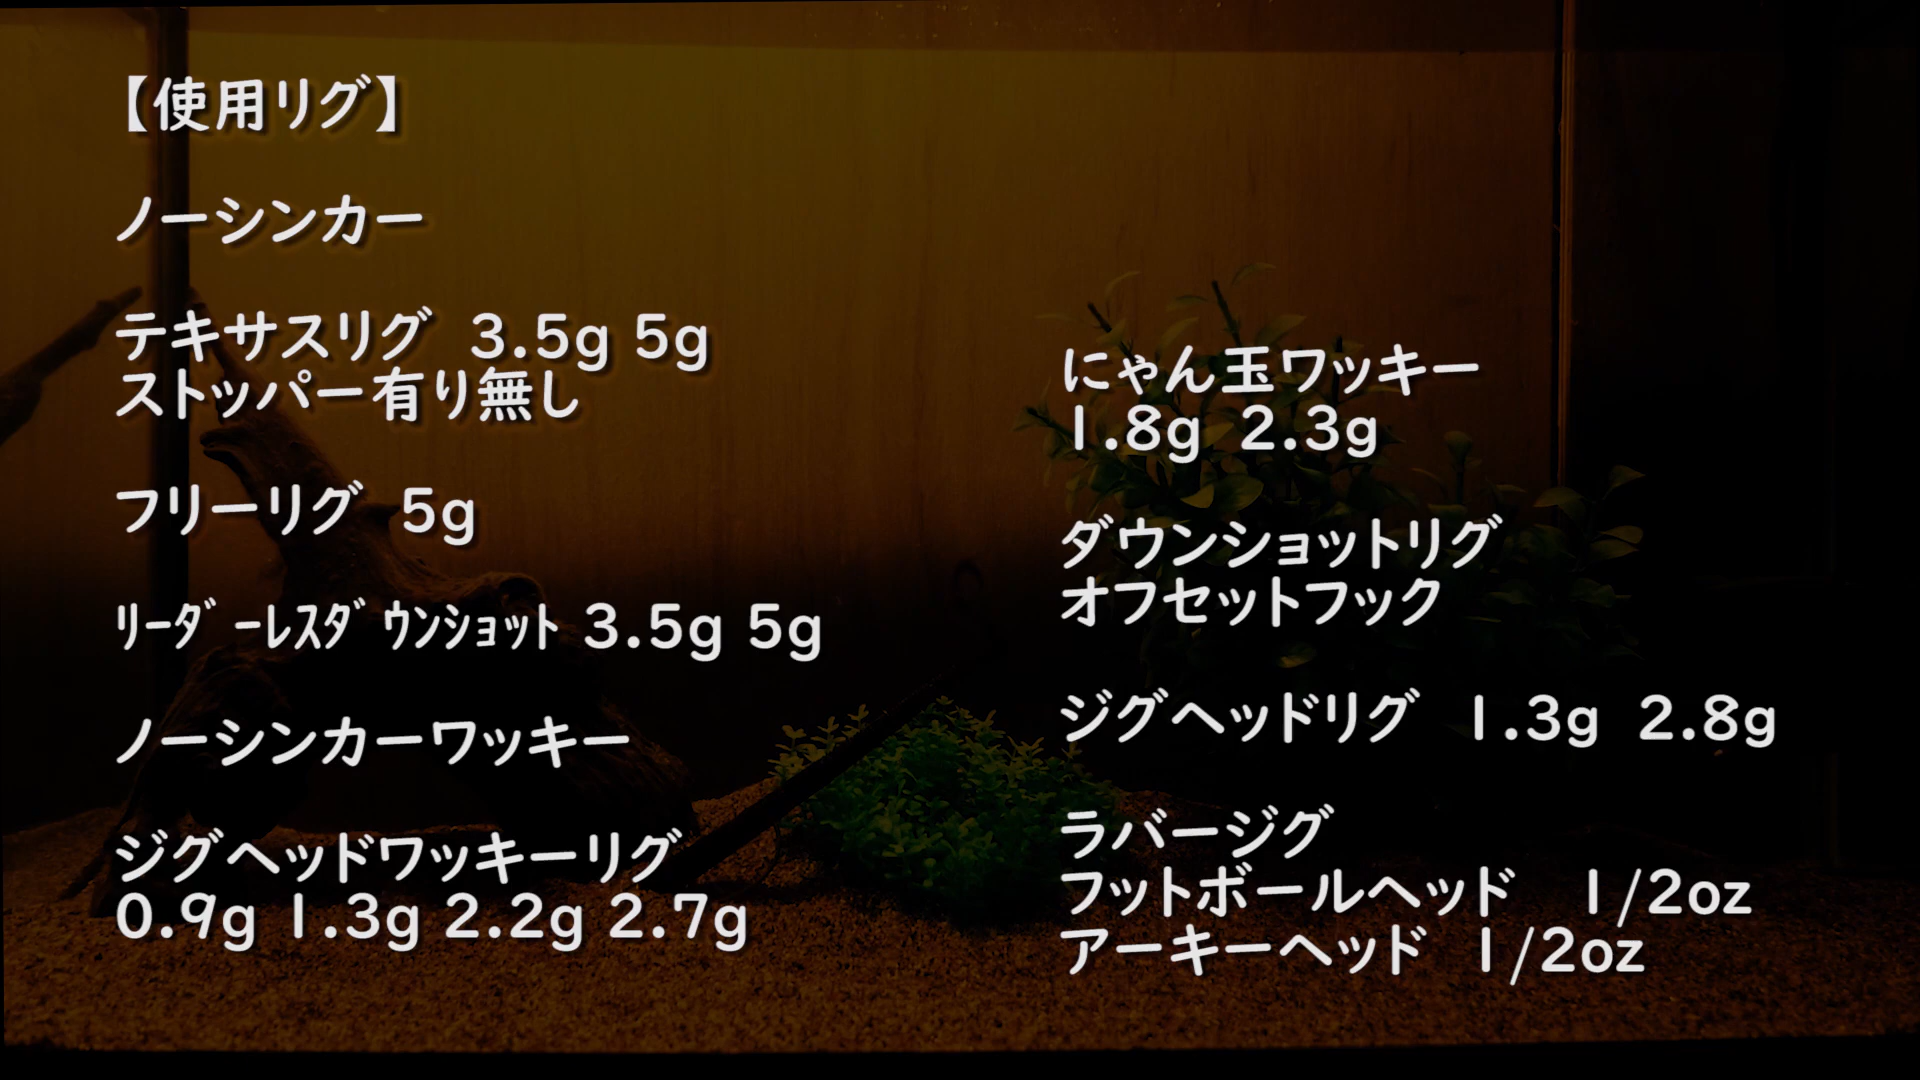 【使用リグ】
ノーシンカー
テキサスリグ 3.5g 5g
ストッパー有り無し
フリーリグ 5g
ﾘｰﾀﾞｰﾚｽﾀﾞｳﾝｼｮｯﾄ 3.5g 5g
ノーシンカーワッキー
ジグヘッドワッキーリグ
0.9g 1.3g 2.2g 2.7g
にゃん玉ワッキー
1.8g 2.3g
ダウンショットリグ
オフセットフック
ジグヘッドリグ 1.3g 2.8g
ラバージグ
フットボールヘッド 1/2oz
アーキーヘッド 1/2oz